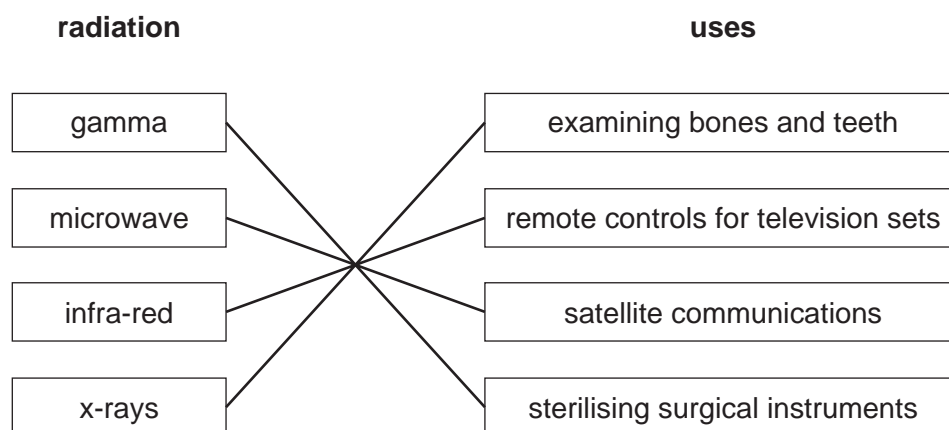 radiation
uses
gamma
examining bones and teeth
microwave
remote controls for television sets
infra-red
satellite communications
x-rays
sterilising surgical instruments